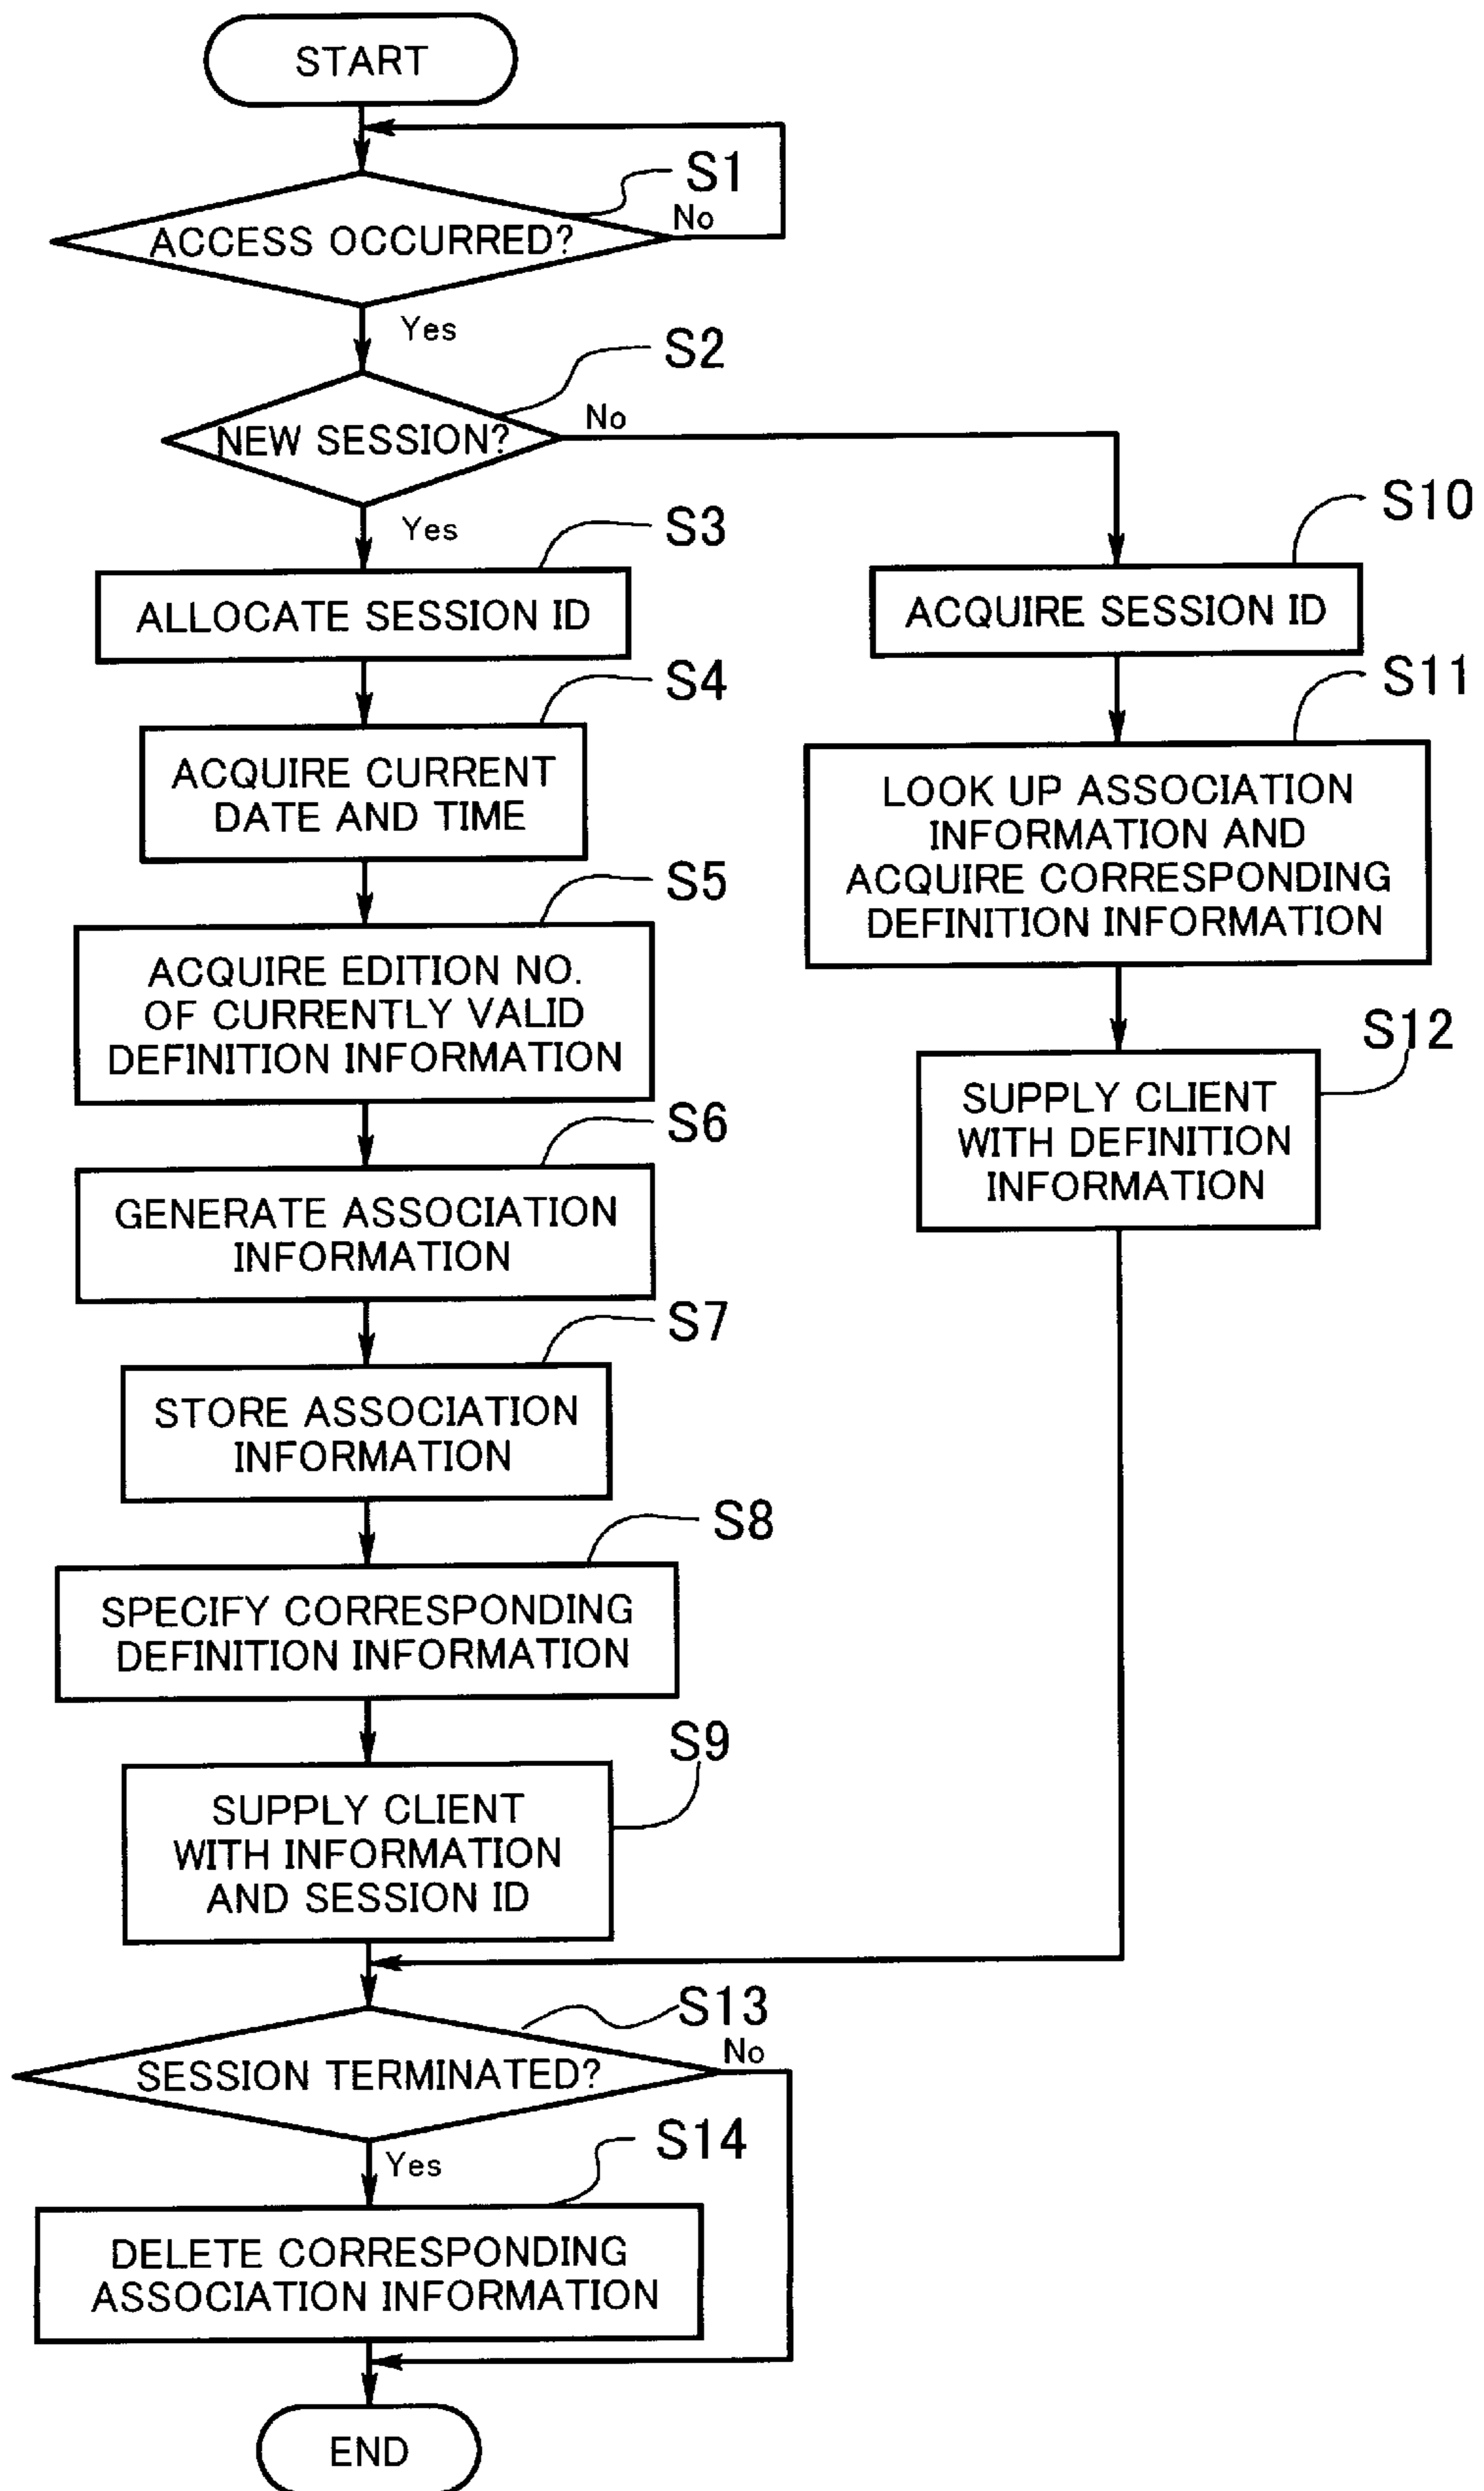 START
S1
No
ACCESS OCCURRED?
Yes
S2
No
NEW SESSION?
Yes
S3
ALLOCATE SESSION ID
S4
ACQUIRE CURRENT
DATE AND TIME
S5
ACQUIRE EDITION NO.
OF CURRENTLY VALID
DEFINITION INFORMATION
S6
GENERATE ASSOCIATION
INFORMATION
S7
STORE ASSOCIATION
INFORMATION
S8
SPECIFY CORRESPONDING
DEFINITION INFORMATION
S9
SUPPLY CLIENT
WITH INFORMATION
AND SESSION ID
S10
ACQUIRE SESSION ID
S11
LOOK UP ASSOCIATION
INFORMATION AND
ACQUIRE CORRESPONDING
DEFINITION INFORMATION
S12
SUPPLY CLIENT
WITH DEFINITION
INFORMATION
S13
No
SESSION TERMINATED?
Yes
S14
DELETE CORRESPONDING
ASSOCIATION INFORMATION
END